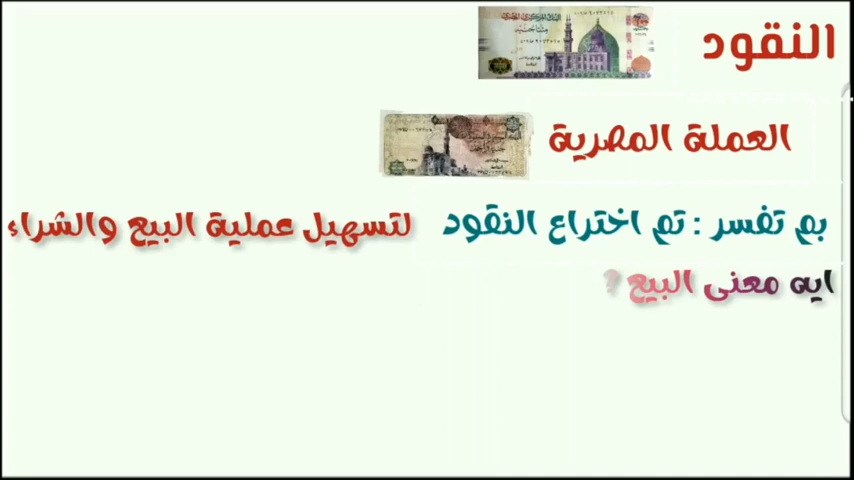 النقود
العملة المصرية
بم تفسر : تم اختراع النقود لتسهيل عملية البيع والشراء
ايه معنى البيع ؟